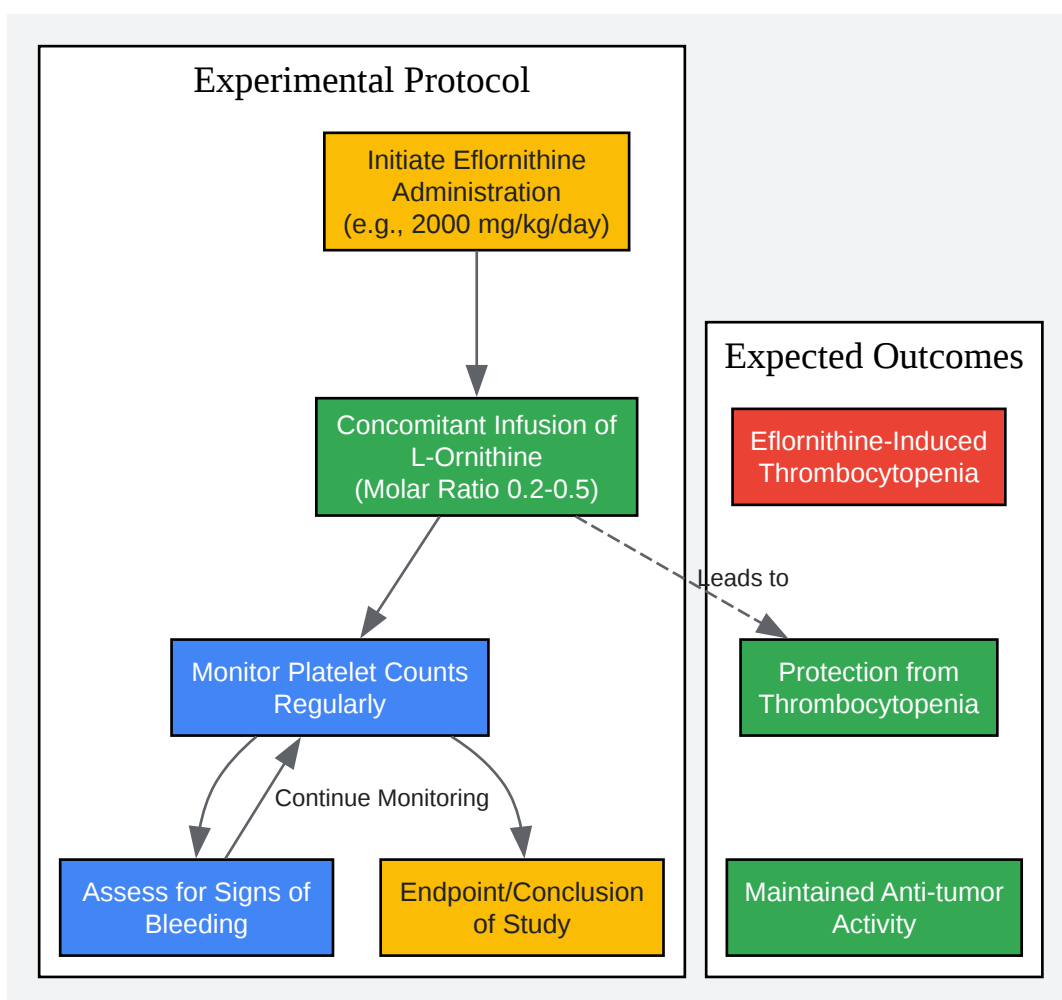 Experimental Protocol
Initiate Eflornithine
Administration
(e.g., 2000 mg/kg/day)
Concomitant Infusion of
L-Ornithine
(Molar Ratio 0.2-0.5)
Monitor Platelet Counts
Regularly
Continue Monitoring
Assess for Signs of
Bleeding
Endpoint/Conclusion
of Study
Leads to
Expected Outcomes
Eflornithine-Induced
Thrombocytopenia
Protection from
Thrombocytopenia
Maintained Anti-tumor
Activity